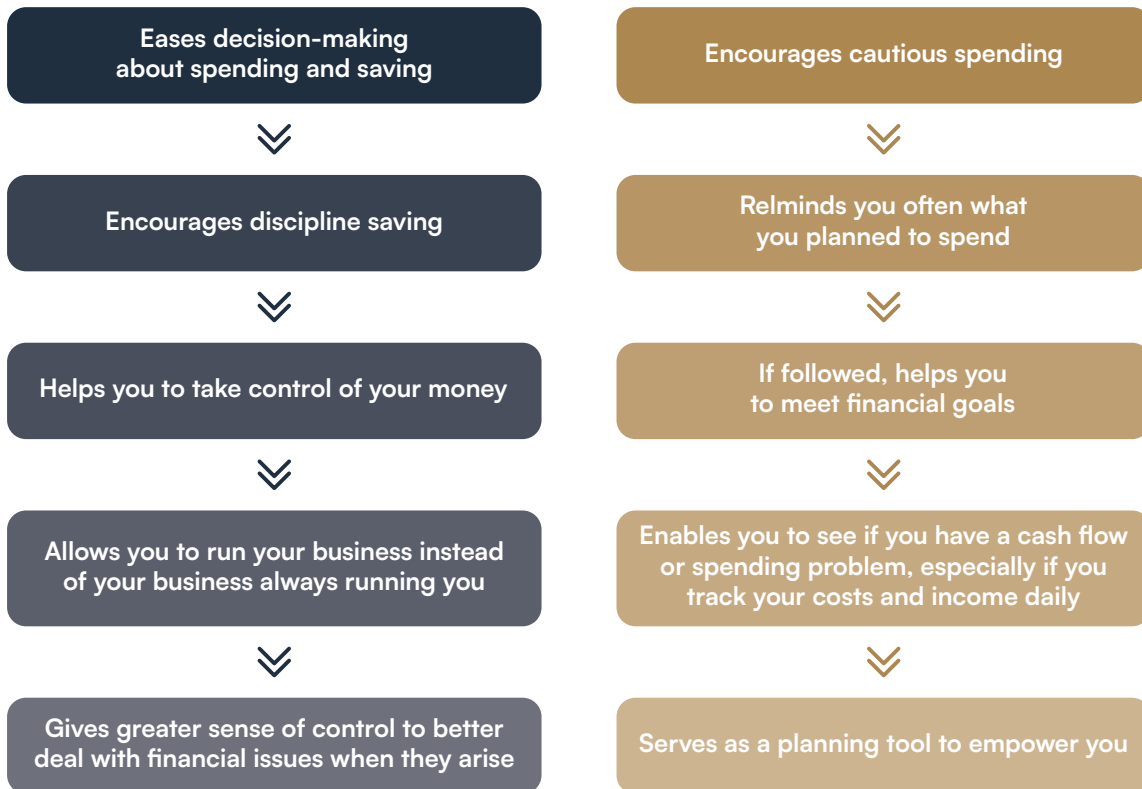 Eases decision-making
about spending and saving
Encourages discipline saving
Helps you to take control of your money
Allows you to run your business instead
of your business always running you
Gives greater sense of control to better
deal with financial issues when they arise
Encourages cautious spending
Relminds you often what
you planned to spend
If followed, helps you
to meet financial goals
Enables you to see if you have a cash flow
or spending problem, especially if you
track your costs and income daily
Serves as a planning tool to empower you